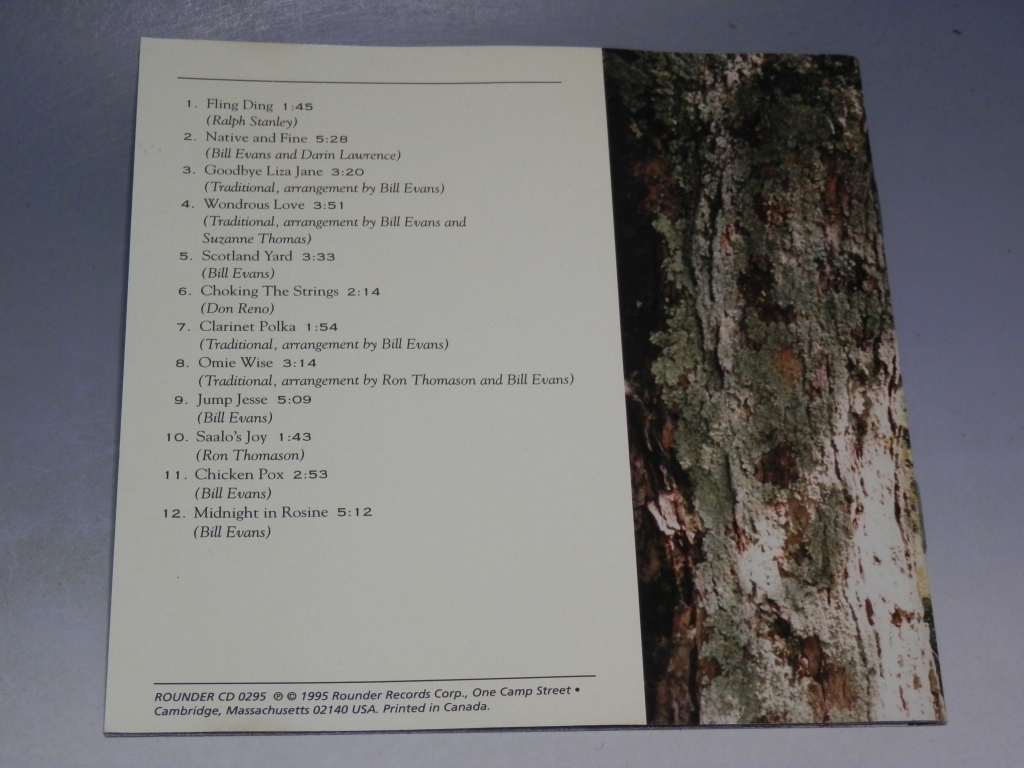 1. Fling Ding 1:45
(Ralph Stanley)
2. Native and Fine 5:28
(Bill Evans and Darin Lawrence)
3. Goodbye Liza Jane 3:20
(Traditional, arrangement by Bill Evans)
4. Wondrous Love 3:51
(Traditional, arrangement by Bill Evans and
Suzanne Thomas)
5. Scotland Yard 3:33
(Bill Evans)
6. Choking The Strings 2:14
(Don Reno)
7. Clarinet Polka 1:54
(Traditional, arrangement by Bill Evans)
8. Omie Wise 3:14
(Traditional, arrangement by Ron Thomason and Bill Evans)
9. Jump Jesse 5:09
(Bill Evans)
10. Saalo's Joy 1:43
(Ron Thomason)
11. Chicken Pox 2:53
(Bill Evans)
12. Midnight in Rosine 5:12
(Bill Evans)
ROUNDER CD 0295 ℗ © 1995 Rounder Records Corp., One Camp Street •
Cambridge, Massachusetts 02140 USA. Printed in Canada.